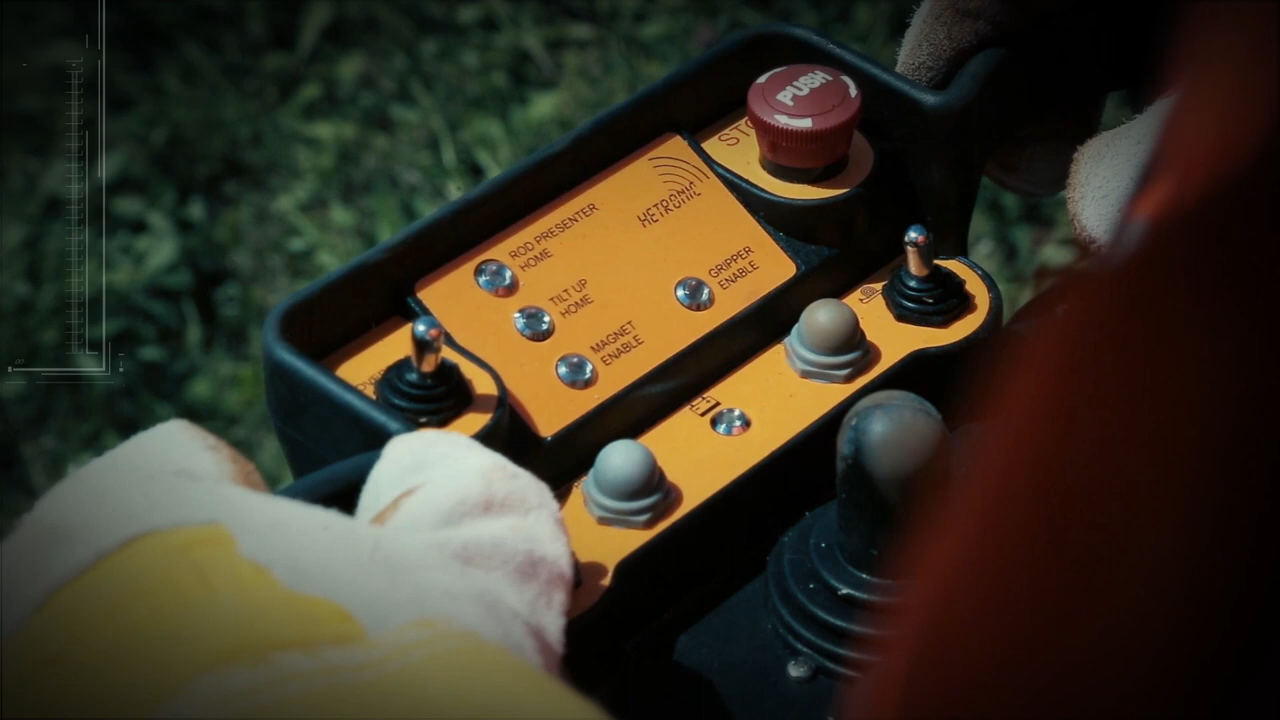 PUSH
HETRONIC
ROD PRESENTER
HOME
TILT UP
HOME
GRIPPER
ENABLE
MAGNET
ENABLE